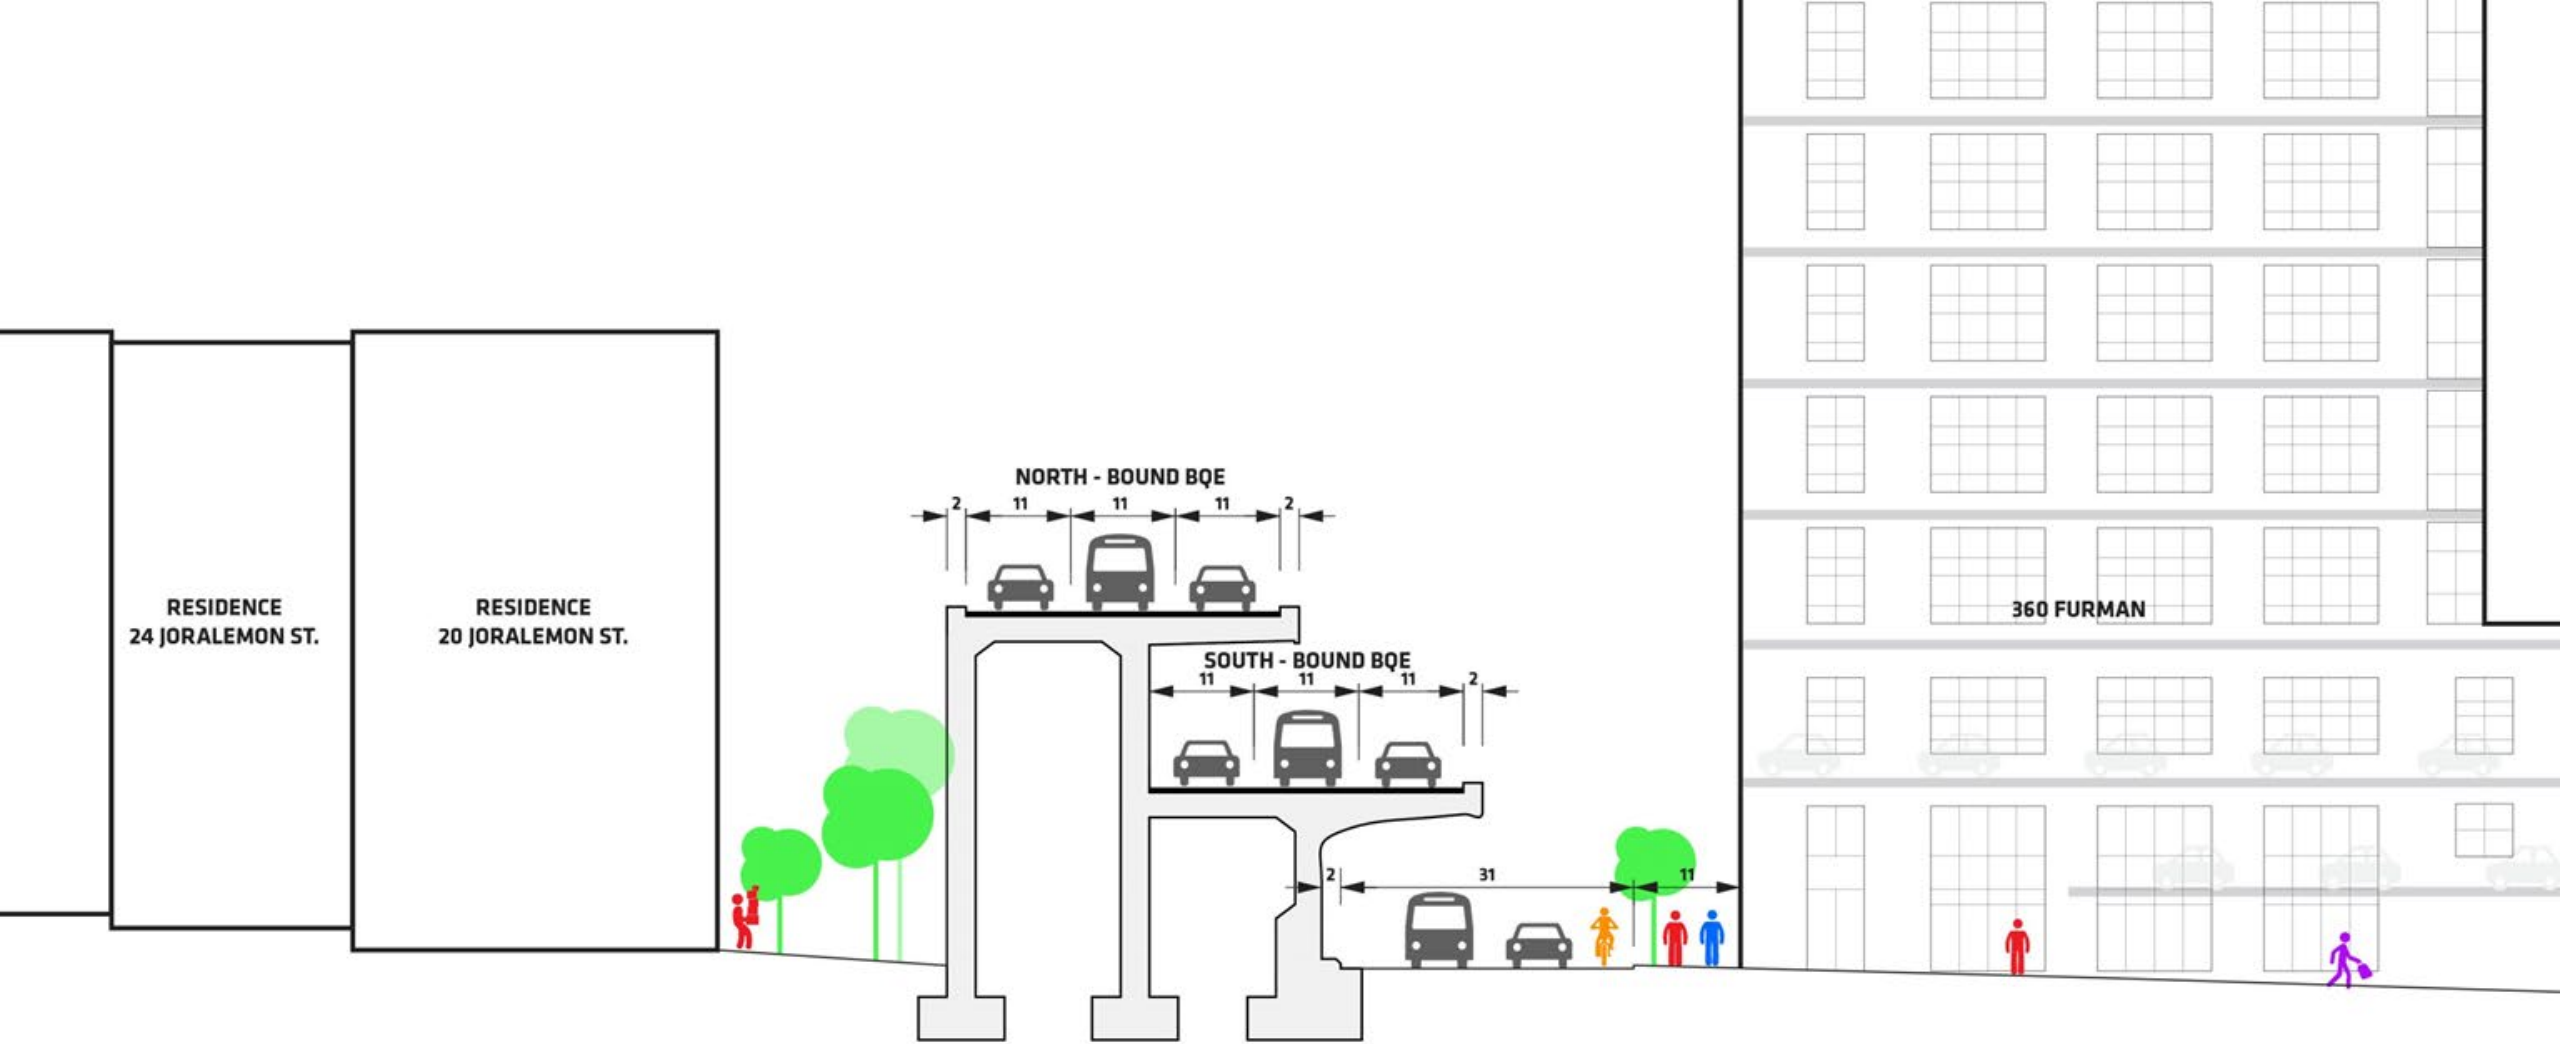 NORTH - BOUND BQE
2 11 11 11 2
RESIDENCE
24 JORALEMON ST.
RESIDENCE
20 JORALEMON ST.
360 FURMAN
SOUTH - BOUND BQE
11 11 11 2
2 31 11